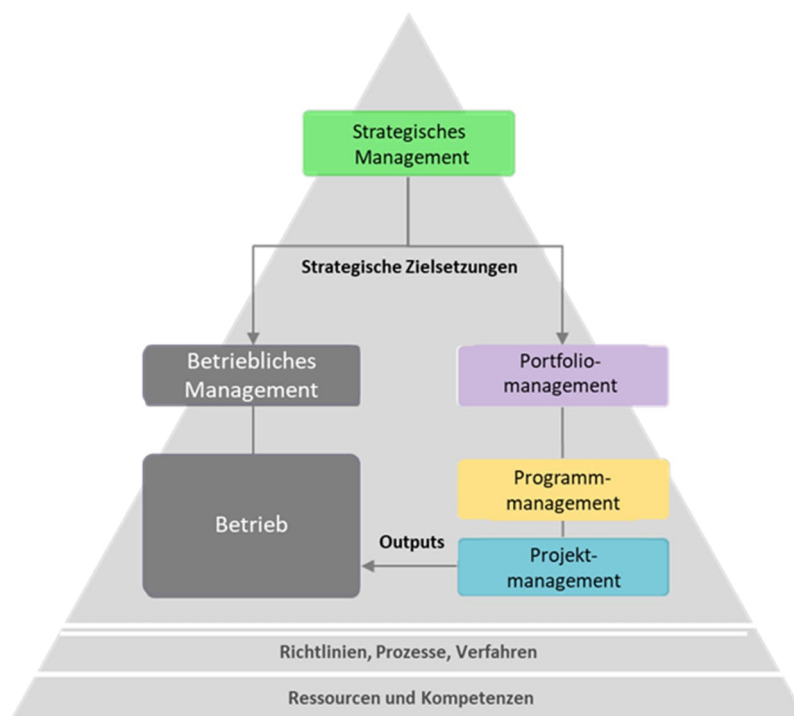 Strategisches
Management
Strategische Zielsetzungen
Betriebliches
Management
Portfolio-
management
Programm-
management
Betrieb
Outputs
Projekt-
management
Richtlinien, Prozesse, Verfahren
Ressourcen und Kompetenzen